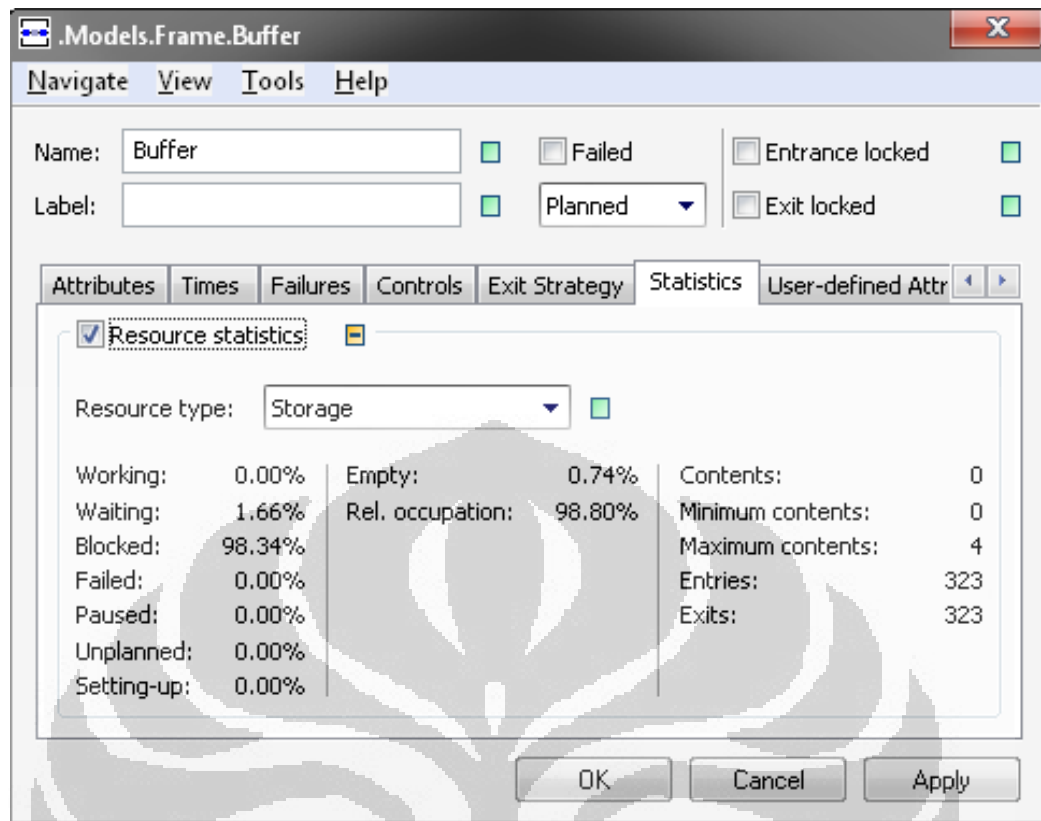 .Models.Frame.Buffer
Navigate View Tools Help
Name: Buffer Failed Entrance locked
Label: Planned Exit locked
Attributes Times Failures Controls Exit Strategy Statistics User-defined Attr
Resource statistics
Resource type: Storage
Working: 0.00% Empty: 0.74% Contents: 0
Waiting: 1.66% Rel. occupation: 98.80% Minimum contents: 0
Blocked: 98.34% Maximum contents: 4
Failed: 0.00% Entries: 323
Paused: 0.00% Exits: 323
Unplanned: 0.00%
Setting-up: 0.00%
OK Cancel Apply